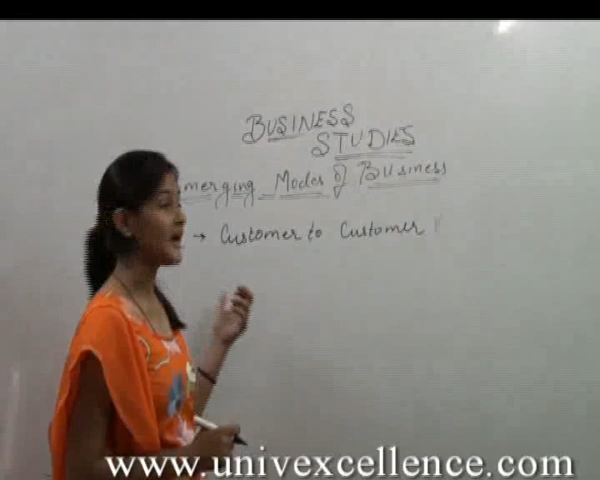 BUSINESS
STUDIES
merging Modes of Business
→ Customer to Customer
www.univexcellence.com